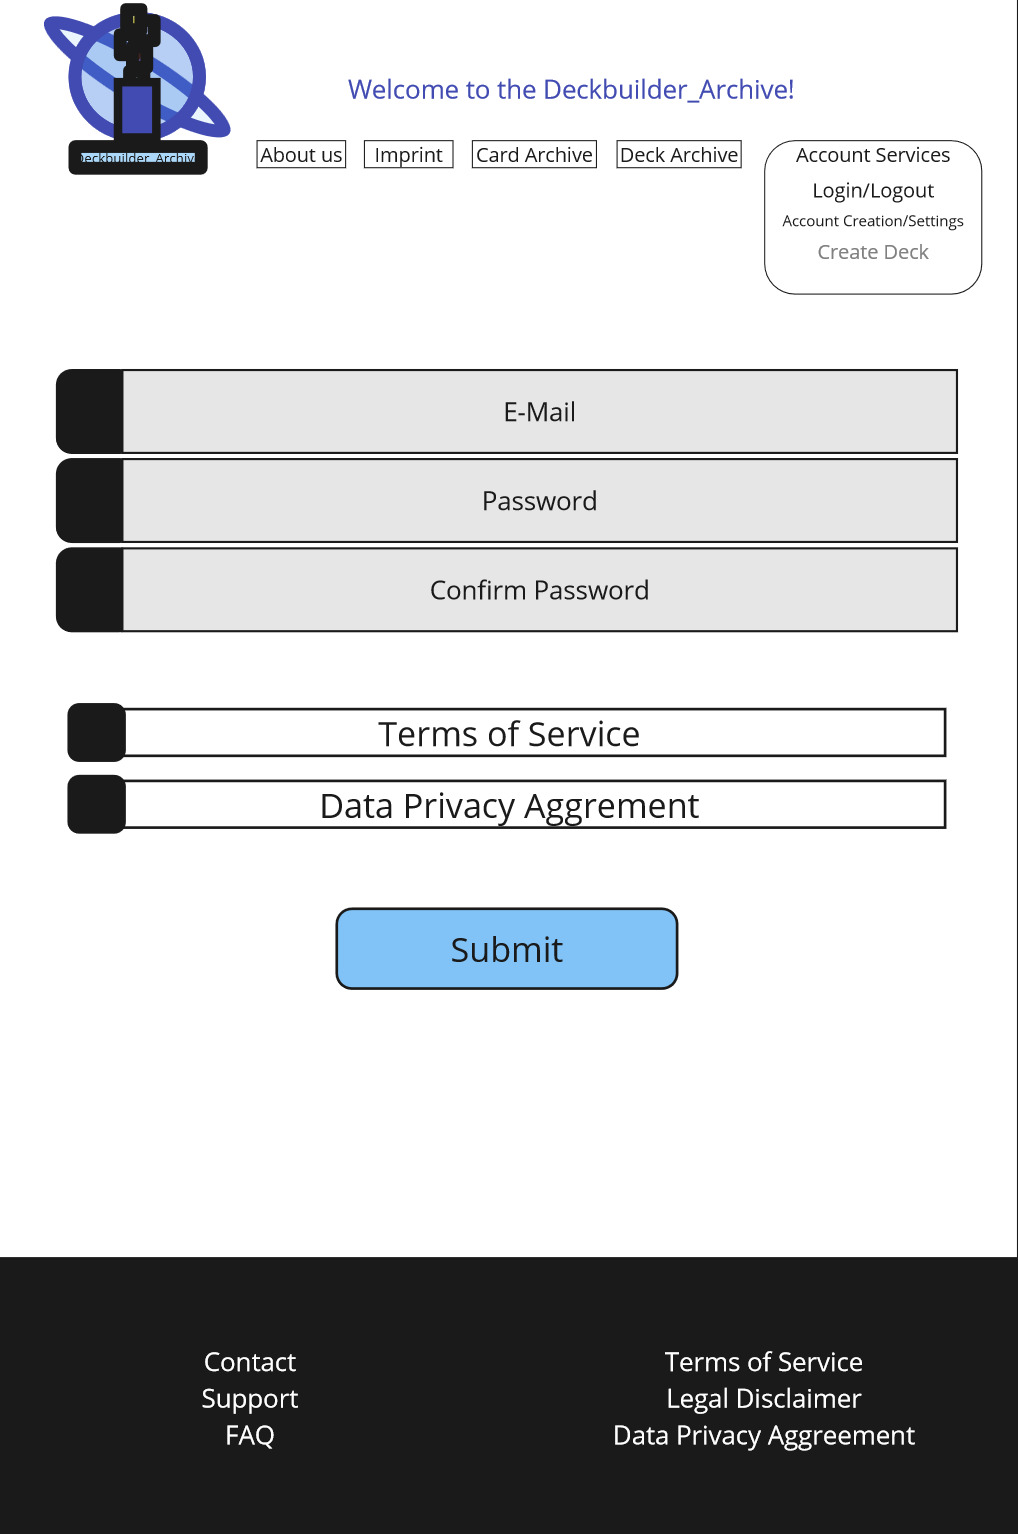 Welcome to the Deckbuilder_Archive!
Deckbuilder_Archiv
About us
Imprint
Card Archive
Deck Archive
Account Services
Login/Logout
Account Creation/Settings
Create Deck
E-Mail
Password
Confirm Password
Terms of Service
Data Privacy Aggrement
Submit
Contact
Support
FAQ
Terms of Service
Legal Disclaimer
Data Privacy Aggreement